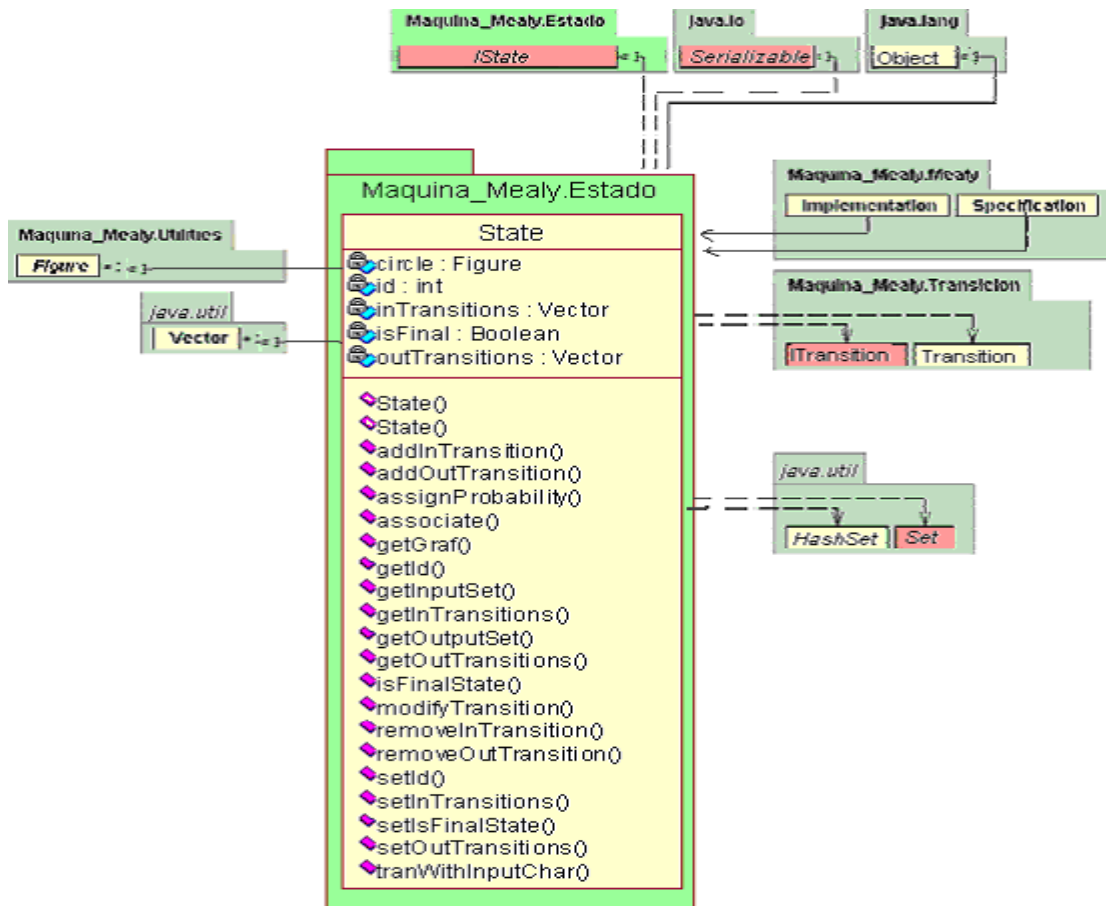 Maquina_Mealy.Estado
IState
java.io
Serializable
java.lang
Object
Maquina_Mealy.Estado
State
circle : Figure
id : int
inTransitions : Vector
isFinal : Boolean
outTransitions : Vector
State()
State()
addInTransition()
addOutTransition()
assignProbability()
associate()
getGraf()
getId()
getInputSet()
getInTransitions()
getOutputSet()
getOutTransitions()
isFinalState()
modifyTransition()
removeInTransition()
removeOutTransition()
setId()
setInTransitions()
setIsFinalState()
setOutTransitions()
tranWithInputChar()
Maquina_Mealy.Utilities
Figure
java.util
Vector
Maquina_Mealy.Mealy
Implementation
Specification
Maquina_Mealy.Transicion
ITransition
Transition
java.util
HashSet
Set